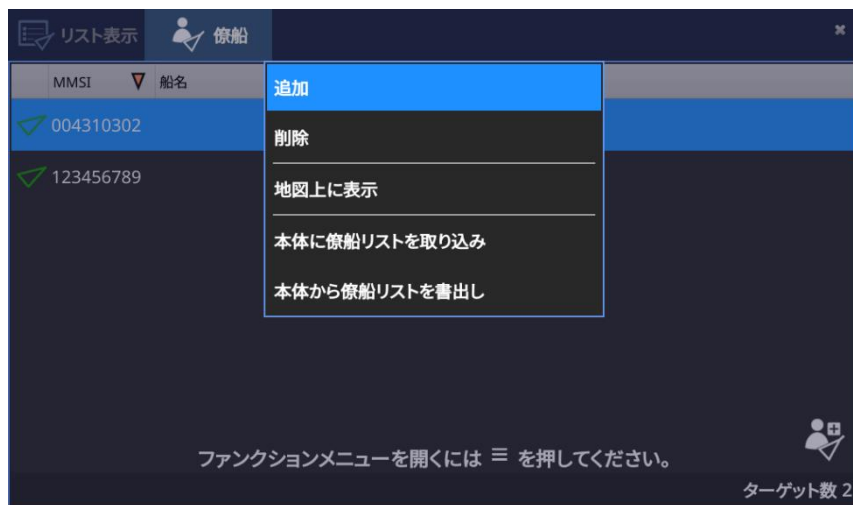 リスト表示
僚船
MMSI
船名
004310302
123456789
追加
削除
地図上に表示
本体に僚船リストを取り込み
本体から僚船リストを書出し
ファンクションメニューを開くには ≡ を押してください。
ターゲット数 2